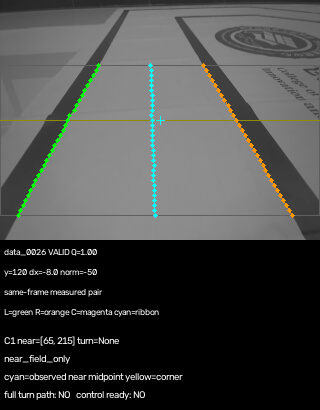 data_0026 VALID Q=1.00
y=120 dx=-8.0 norm=-50
same-frame measured pair
L=green R=orange C=magenta cyan=ribbon
C1 near=[65, 215] turn=None
near_field_only
cyan=observed near midpoint yellow=corner
full turn path: NO control ready: NO